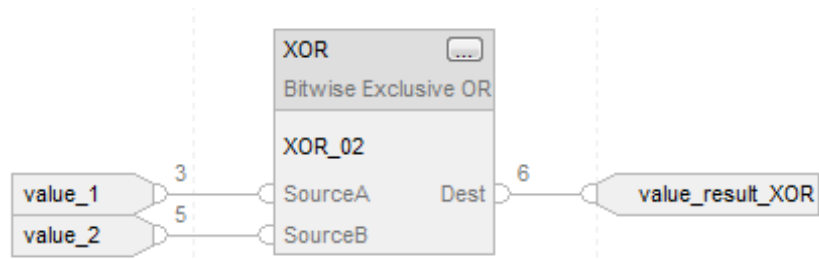 XOR ...
Bitwise Exclusive OR
XOR_02
value_1 3 SourceA Dest 6 value_result_XOR
value_2 5 SourceB